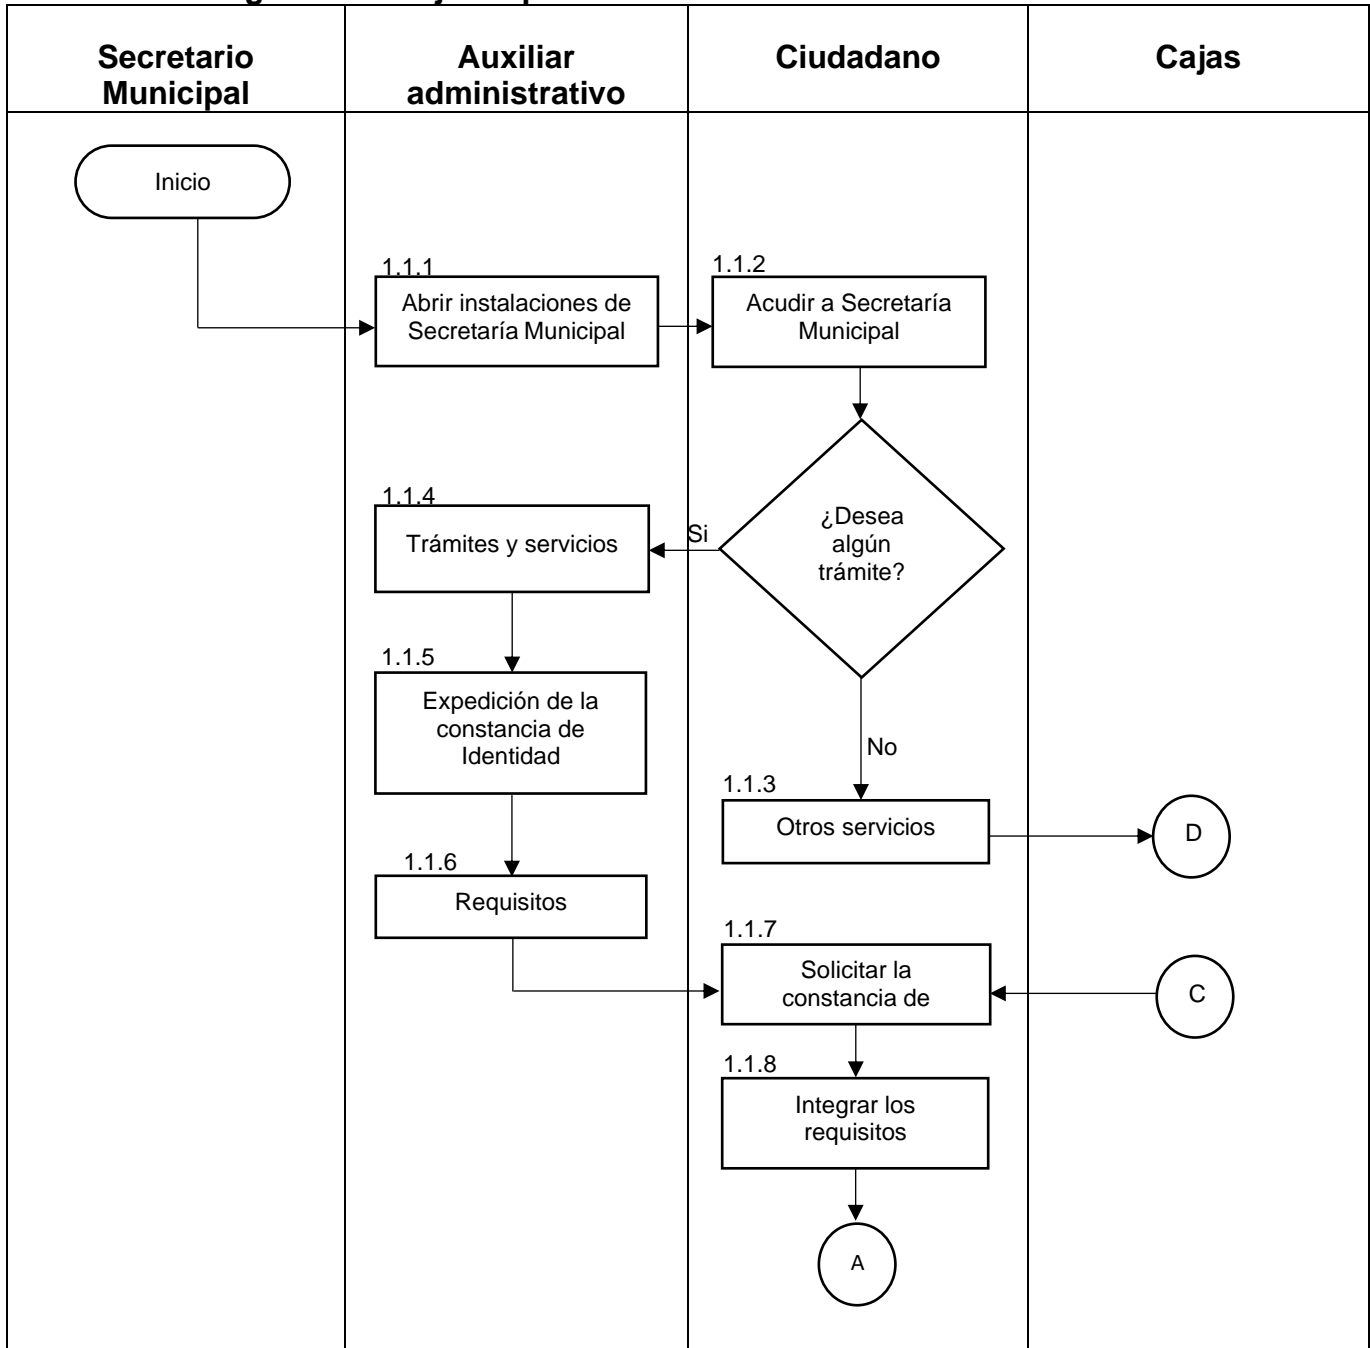 Secretario
Municipal
Auxiliar
administrativo
Ciudadano
Cajas
Inicio
1.1.1
Abrir instalaciones de
Secretaría Municipal
1.1.2
Acudir a Secretaría
Municipal
¿Desea
algún
trámite?
Si
1.1.4
Trámites y servicios
1.1.5
Expedición de la
constancia de
Identidad
No
1.1.3
Otros servicios
D
1.1.6
Requisitos
1.1.7
Solicitar la
constancia de
C
1.1.8
Integrar los
requisitos
A